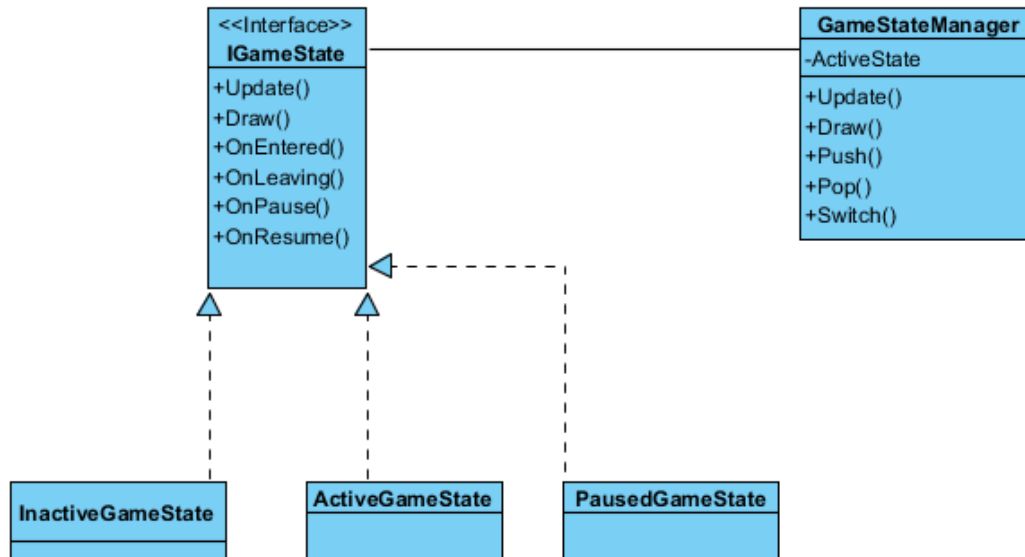 <<Interface>>
IGameState
+Update()
+Draw()
+OnEntered()
+OnLeaving()
+OnPause()
+OnResume()
GameStateManager
-ActiveState
+Update()
+Draw()
+Push()
+Pop()
+Switch()
InactiveGameState
ActiveGameState
PausedGameState